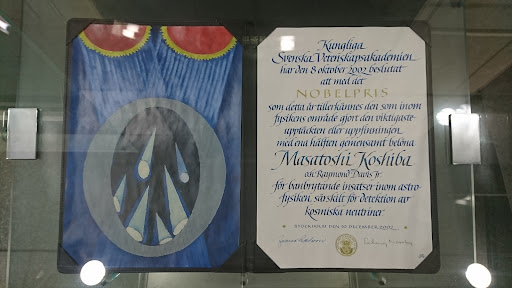 Kungliga
Svenska Vetenskapsakademien
har den 8 oktober 2002 beslutat
att med det
NOBELPRIS
som detta år tillerkännes den som inom
fysikens område gjort den viktigaste
upptäckten eller uppfinningen
med ena hälften gemensamt belöna
Masatoshi Koshiba
och Raymond Davis Jr.
för banbrytande insatser inom astro-
fysiken, särskilt för detektion av
kosmiska neutriner
STOCKHOLM DEN 10 DECEMBER 2002